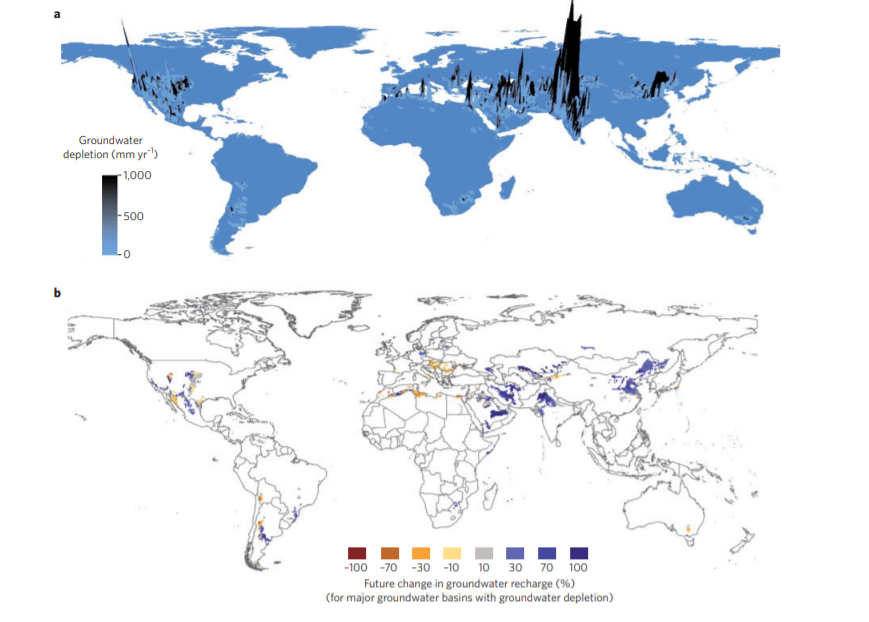 a
Groundwater
depletion (mm yr⁻¹)
1,000
500
0
b
-100 -70 -30 -10 10 30 70 100
Future change in groundwater recharge (%)
(for major groundwater basins with groundwater depletion)